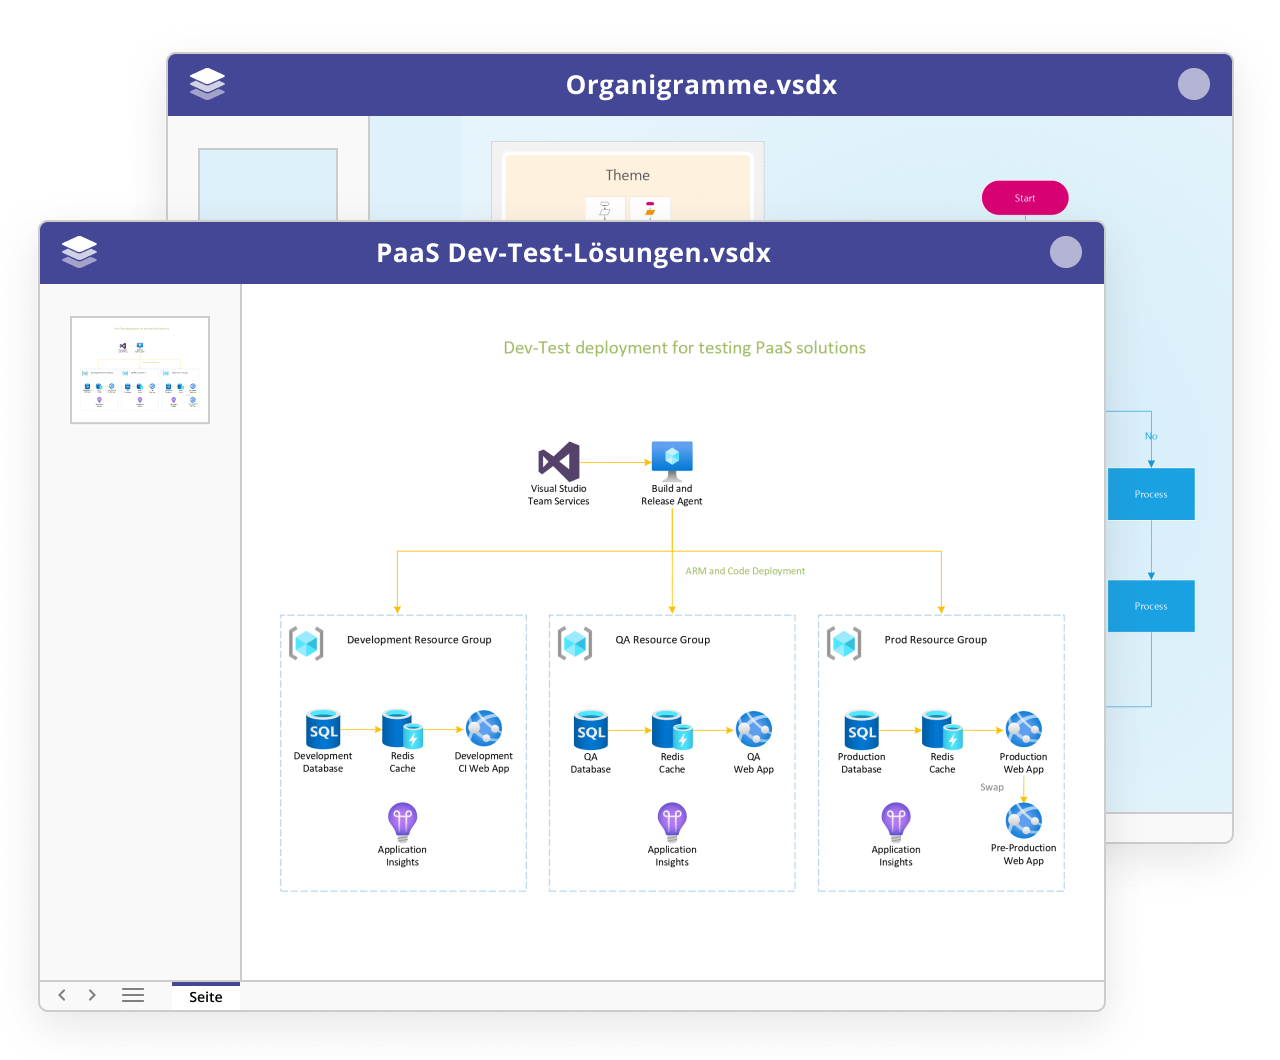 Organigramme.vsdx
Theme
Start
PaaS Dev-Test-Lösungen.vsdx
Dev-Test deployment for testing PaaS solutions
No
Process
Visual Studio
Team Services
Build and
Release Agent
ARM and Code Deployment
Process
Development Resource Group
QA Resource Group
Prod Resource Group
SQL
Development
Database
Redis
Cache
Development
CI Web App
SQL
QA
Database
Redis
Cache
QA
Web App
SQL
Production
Database
Redis
Cache
Production
Web App
Swap
Application
Insights
Application
Insights
Application
Insights
Pre-Production
Web App
Seite